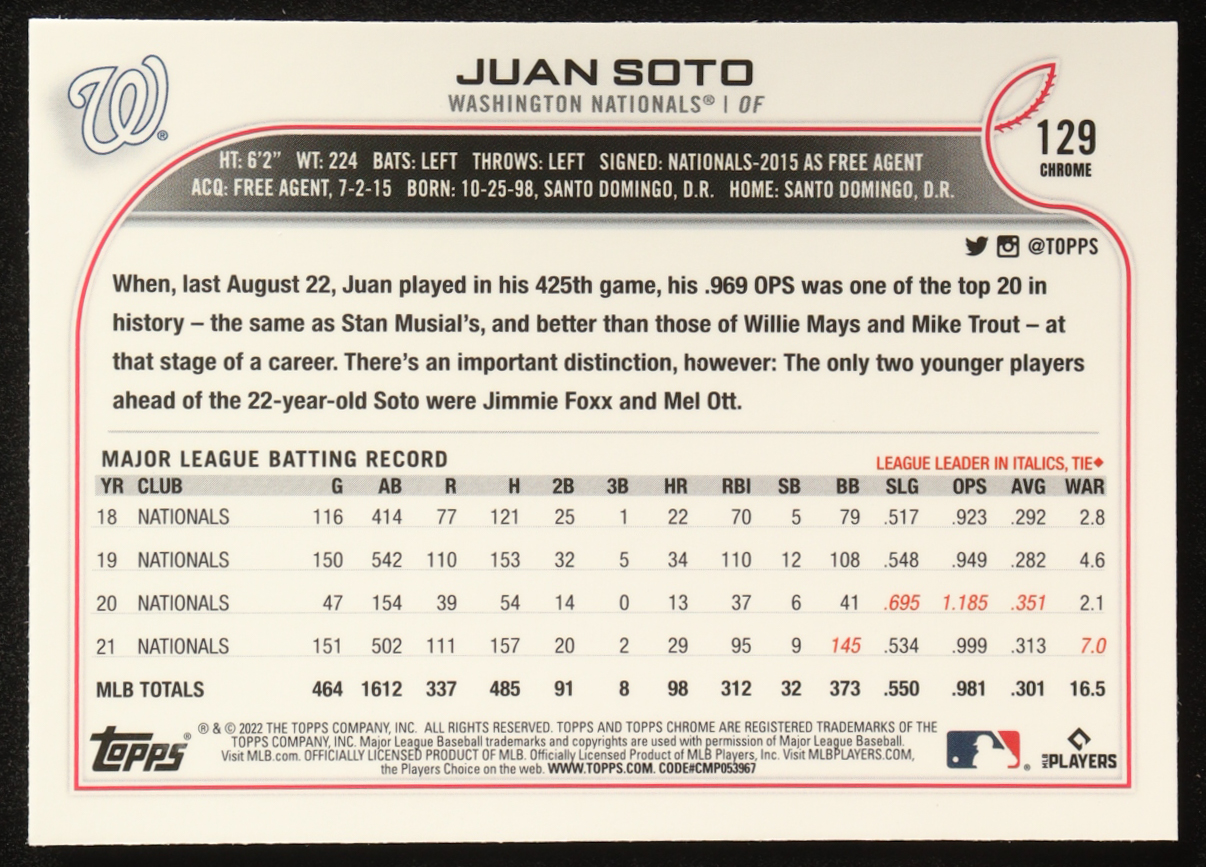 W®
JUAN SOTO
WASHINGTON NATIONALS® | OF
129
CHROME
HT: 6'2" WT: 224 BATS: LEFT THROWS: LEFT SIGNED: NATIONALS-2015 AS FREE AGENT
ACQ: FREE AGENT, 7-2-15 BORN: 10-25-98, SANTO DOMINGO, D.R. HOME: SANTO DOMINGO, D.R.
@TOPPS
When, last August 22, Juan played in his 425th game, his .969 OPS was one of the top 20 in
history – the same as Stan Musial's, and better than those of Willie Mays and Mike Trout – at
that stage of a career. There's an important distinction, however: The only two younger players
ahead of the 22-year-old Soto were Jimmie Foxx and Mel Ott.
MAJOR LEAGUE BATTING RECORD LEAGUE LEADER IN ITALICS, TIE◆
YR CLUB G AB R H 2B 3B HR RBI SB BB SLG OPS AVG WAR
18 NATIONALS 116 414 77 121 25 1 22 70 5 79 .517 .923 .292 2.8
19 NATIONALS 150 542 110 153 32 5 34 110 12 108 .548 .949 .282 4.6
20 NATIONALS 47 154 39 54 14 0 13 37 6 41 .695 1.185 .351 2.1
21 NATIONALS 151 502 111 157 20 2 29 95 9 145 .534 .999 .313 7.0
MLB TOTALS 464 1612 337 485 91 8 98 312 32 373 .550 .981 .301 16.5
TOPPS®
® & © 2022 THE TOPPS COMPANY, INC. ALL RIGHTS RESERVED. TOPPS AND TOPPS CHROME ARE REGISTERED TRADEMARKS OF THE
TOPPS COMPANY, INC. Major League Baseball trademarks and copyrights are used with permission of Major League Baseball.
Visit MLB.com. OFFICIALLY LICENSED PRODUCT OF MLB. Officially Licensed Product of MLB Players, Inc. Visit MLBPLAYERS.COM,
the Players Choice on the web. WWW.TOPPS.COM. CODE#CMP053967
®
MLB PLAYERS